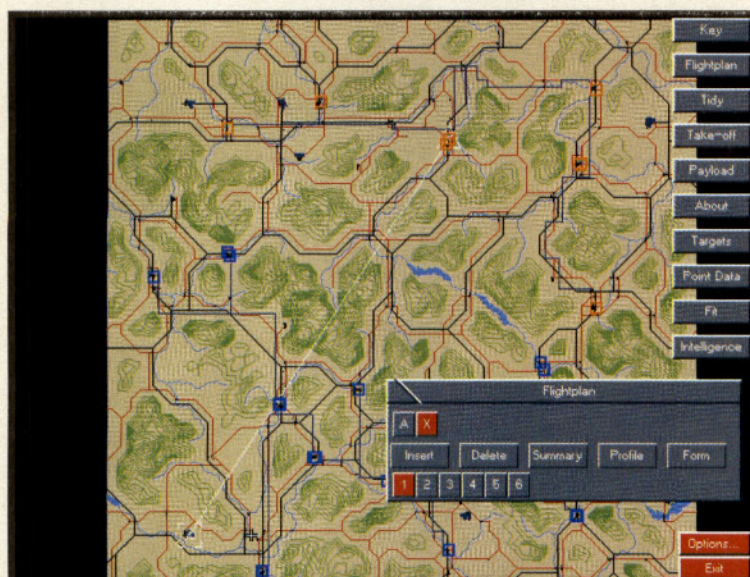 Key
Flightplan
Tidy
Take-off
Payload
About
Targets
Point Data
Fit
Intelligence
Flightplan
A X
Insert Delete Summary Profile Form
1 2 3 4 5 6
Options...
Exit